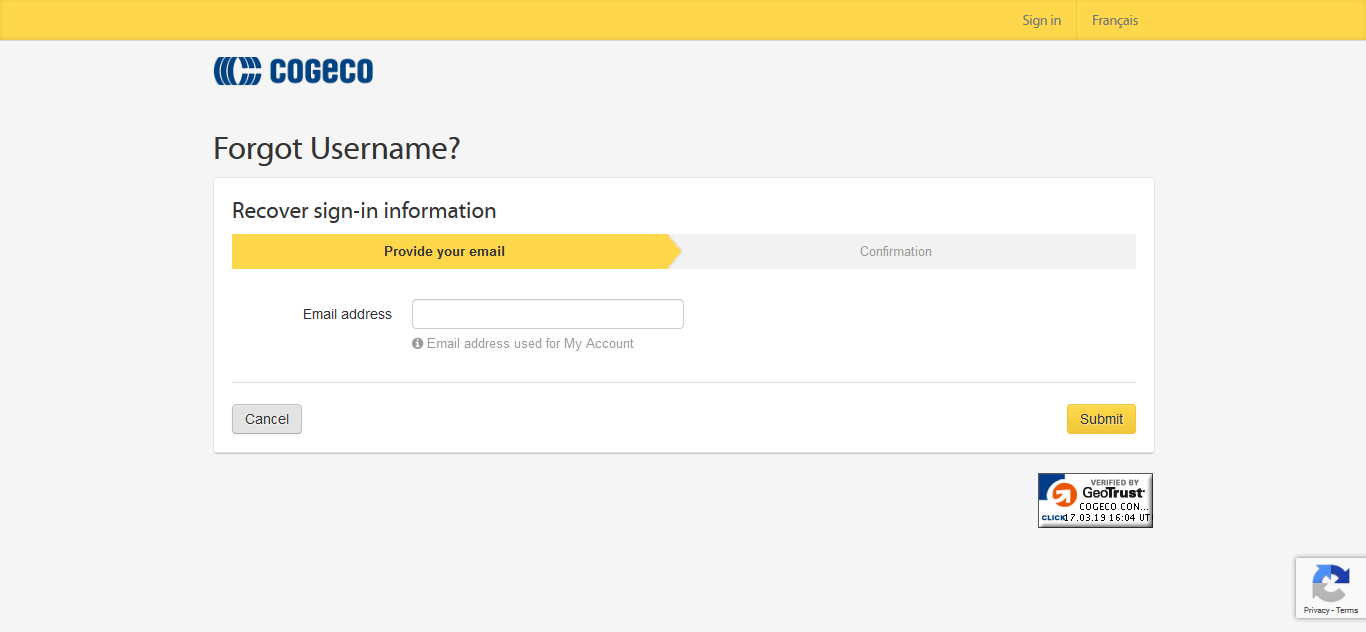 Sign in
Français
COGECO
Forgot Username?
Recover sign-in information
Provide your email
Confirmation
Email address
Email address used for My Account
Cancel
Submit
VERIFIED BY
GeoTrust
COGECO CON...
CLICK 17.03.19 16:04 UT
Privacy - Terms